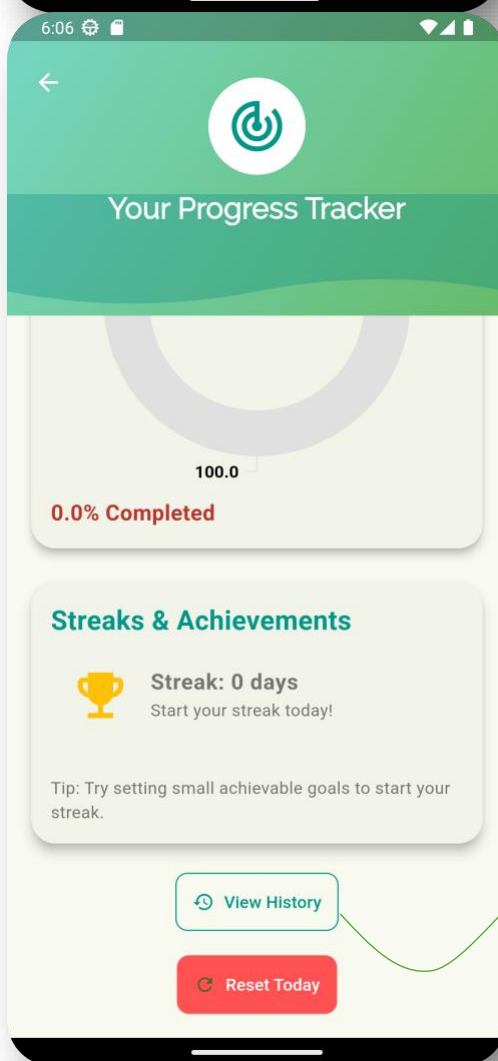 6:06
Your Progress Tracker
100.0
0.0% Completed
Streaks & Achievements
Streak: 0 days
Start your streak today!
Tip: Try setting small achievable goals to start your
streak.
View History
Reset Today